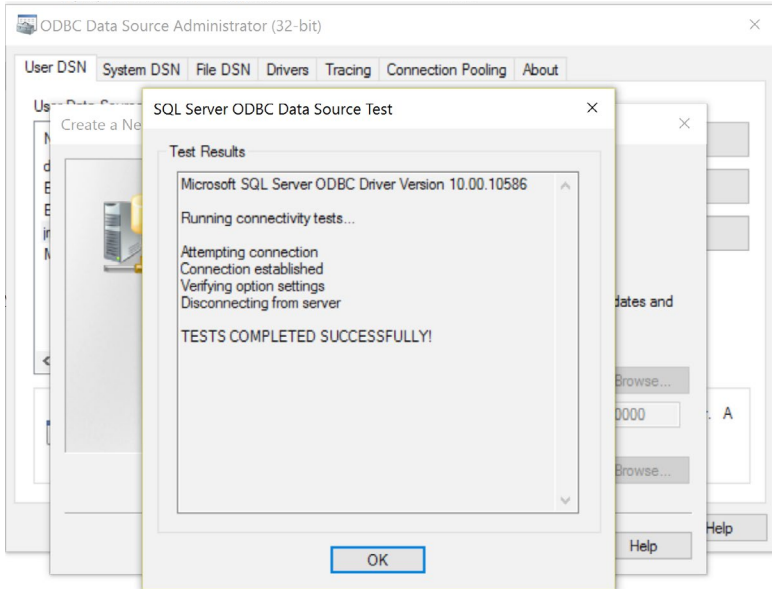 ODBC Data Source Administrator (32-bit)
User DSN System DSN File DSN Drivers Tracing Connection Pooling About
Create a Ne
SQL Server ODBC Data Source Test
Test Results
Microsoft SQL Server ODBC Driver Version 10.00.10586
Running connectivity tests...
Attempting connection
Connection established
Verifying option settings
Disconnecting from server
TESTS COMPLETED SUCCESSFULLY!
dates and
Browse...
0000
. A
Browse...
Help
Help
OK